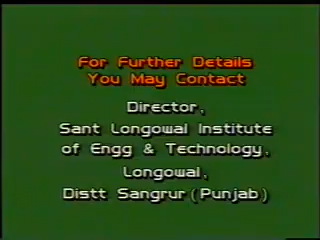 For Further Details
You May Contact
Director,
Sant Longowal Institute
of Engg & Technology,
Longowal,
Distt Sangrur (Punjab)